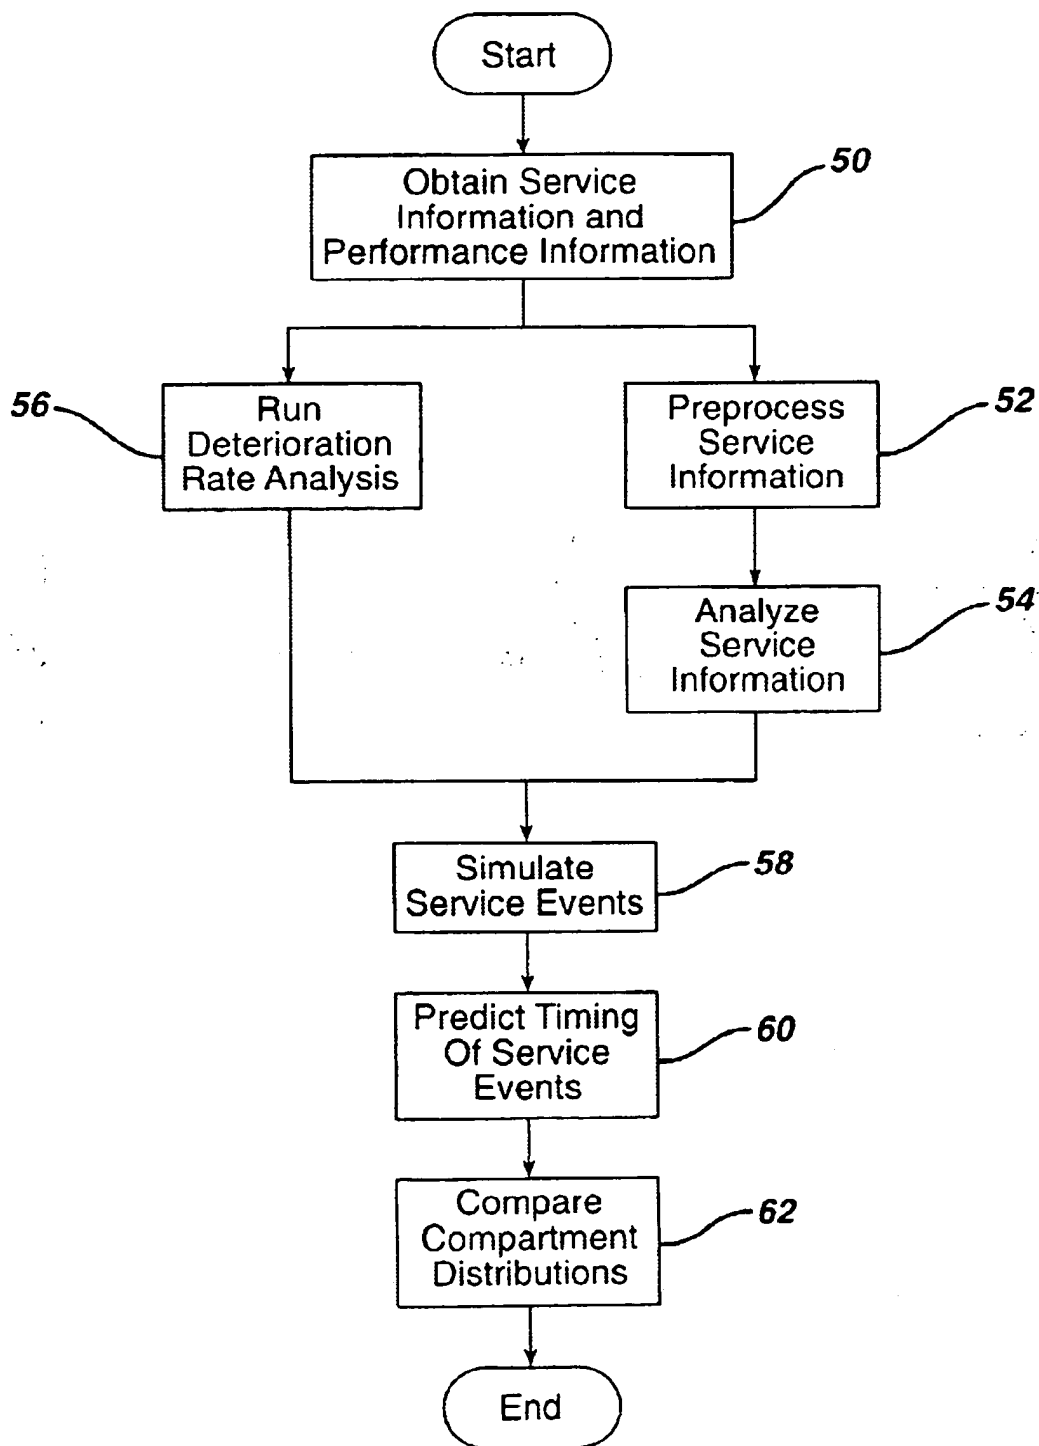 Start
50
Obtain Service
Information and
Performance Information
56
Run
Deterioration
Rate Analysis
52
Preprocess
Service
Information
54
Analyze
Service
Information
58
Simulate
Service Events
60
Predict Timing
Of Service
Events
62
Compare
Compartment
Distributions
End